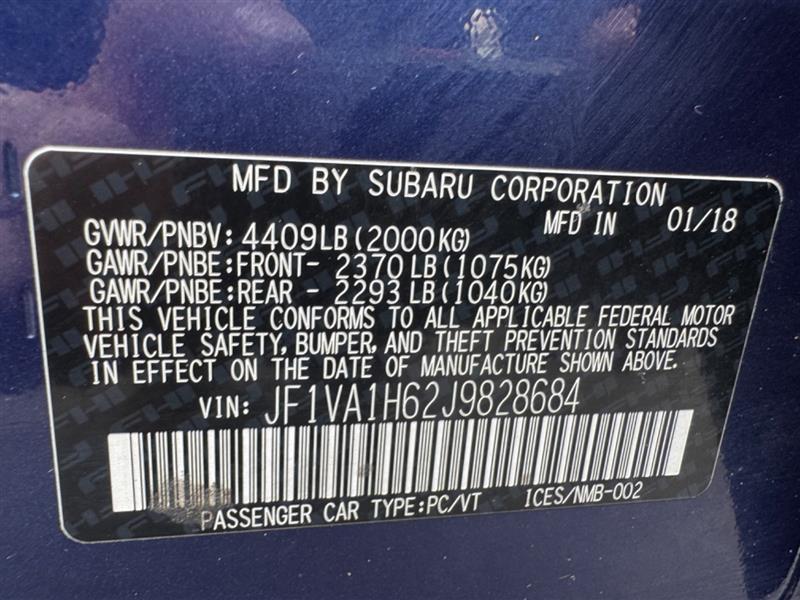 MFD BY SUBARU CORPORATION
GVWR/PNBV: 4409LB(2000KG) MFD IN 01/18
GAWR/PNBE:FRONT- 2370 LB(1075KG)
GAWR/PNBE:REAR - 2293 LB(1040KG)
THIS VEHICLE CONFORMS TO ALL APPLICABLE FEDERAL MOTOR
VEHICLE SAFETY, BUMPER, AND THEFT PREVENTION STANDARDS
IN EFFECT ON THE DATE OF MANUFACTURE SHOWN ABOVE.
VIN: JF1VA1H62J9828684
PASSENGER CAR TYPE:PC/VT ICES/NMB-002